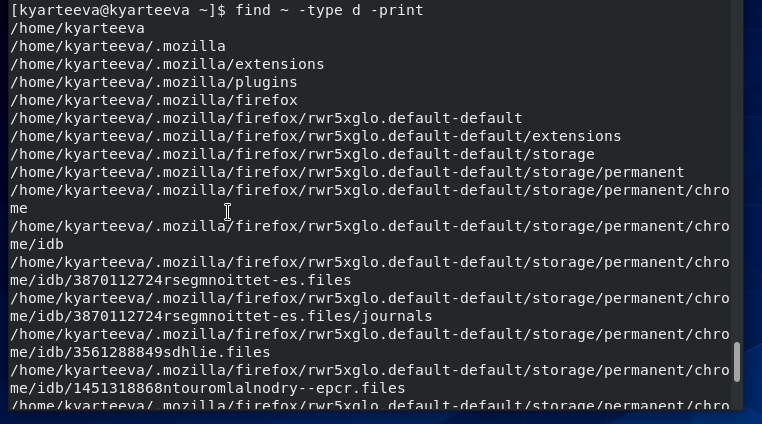 [kyarteeva@kyarteeva ~]$ find ~ -type d -print
/home/kyarteeva
/home/kyarteeva/.mozilla
/home/kyarteeva/.mozilla/extensions
/home/kyarteeva/.mozilla/plugins
/home/kyarteeva/.mozilla/firefox
/home/kyarteeva/.mozilla/firefox/rwr5xglo.default-default
/home/kyarteeva/.mozilla/firefox/rwr5xglo.default-default/extensions
/home/kyarteeva/.mozilla/firefox/rwr5xglo.default-default/storage
/home/kyarteeva/.mozilla/firefox/rwr5xglo.default-default/storage/permanent
/home/kyarteeva/.mozilla/firefox/rwr5xglo.default-default/storage/permanent/chro
me
/home/kyarteeva/.mozilla/firefox/rwr5xglo.default-default/storage/permanent/chro
me/idb
/home/kyarteeva/.mozilla/firefox/rwr5xglo.default-default/storage/permanent/chro
me/idb/3870112724rsegmnoittet-es.files
/home/kyarteeva/.mozilla/firefox/rwr5xglo.default-default/storage/permanent/chro
me/idb/3870112724rsegmnoittet-es.files/journals
/home/kyarteeva/.mozilla/firefox/rwr5xglo.default-default/storage/permanent/chro
me/idb/3561288849sdhlie.files
/home/kyarteeva/.mozilla/firefox/rwr5xglo.default-default/storage/permanent/chro
me/idb/1451318868ntouromlalnodry--epcr.files
/home/kyarteeva/.mozilla/firefox/rwr5xglo.default-default/storage/permanent/chro